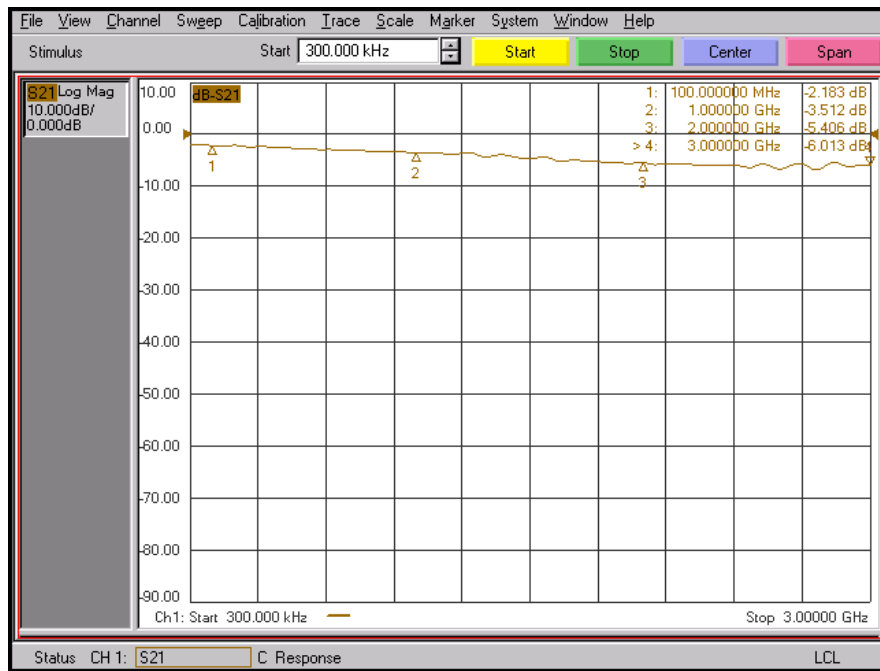 File View Channel Sweep Calibration Trace Scale Marker System Window Help
Stimulus Start 300.000 kHz Start Stop Center Span
S21 Log Mag
10.000dB/
0.000dB
dB-S21
1: 100.000000 MHz -2.183 dB
2: 1.000000 GHz -3.512 dB
3: 2.000000 GHz -5.406 dB
> 4: 3.000000 GHz -6.013 dB
10.00
0.00
-10.00
-20.00
-30.00
-40.00
-50.00
-60.00
-70.00
-80.00
-90.00
1
2
3
Ch1: Start 300.000 kHz Stop 3.00000 GHz
Status CH 1: S21 C Response LCL